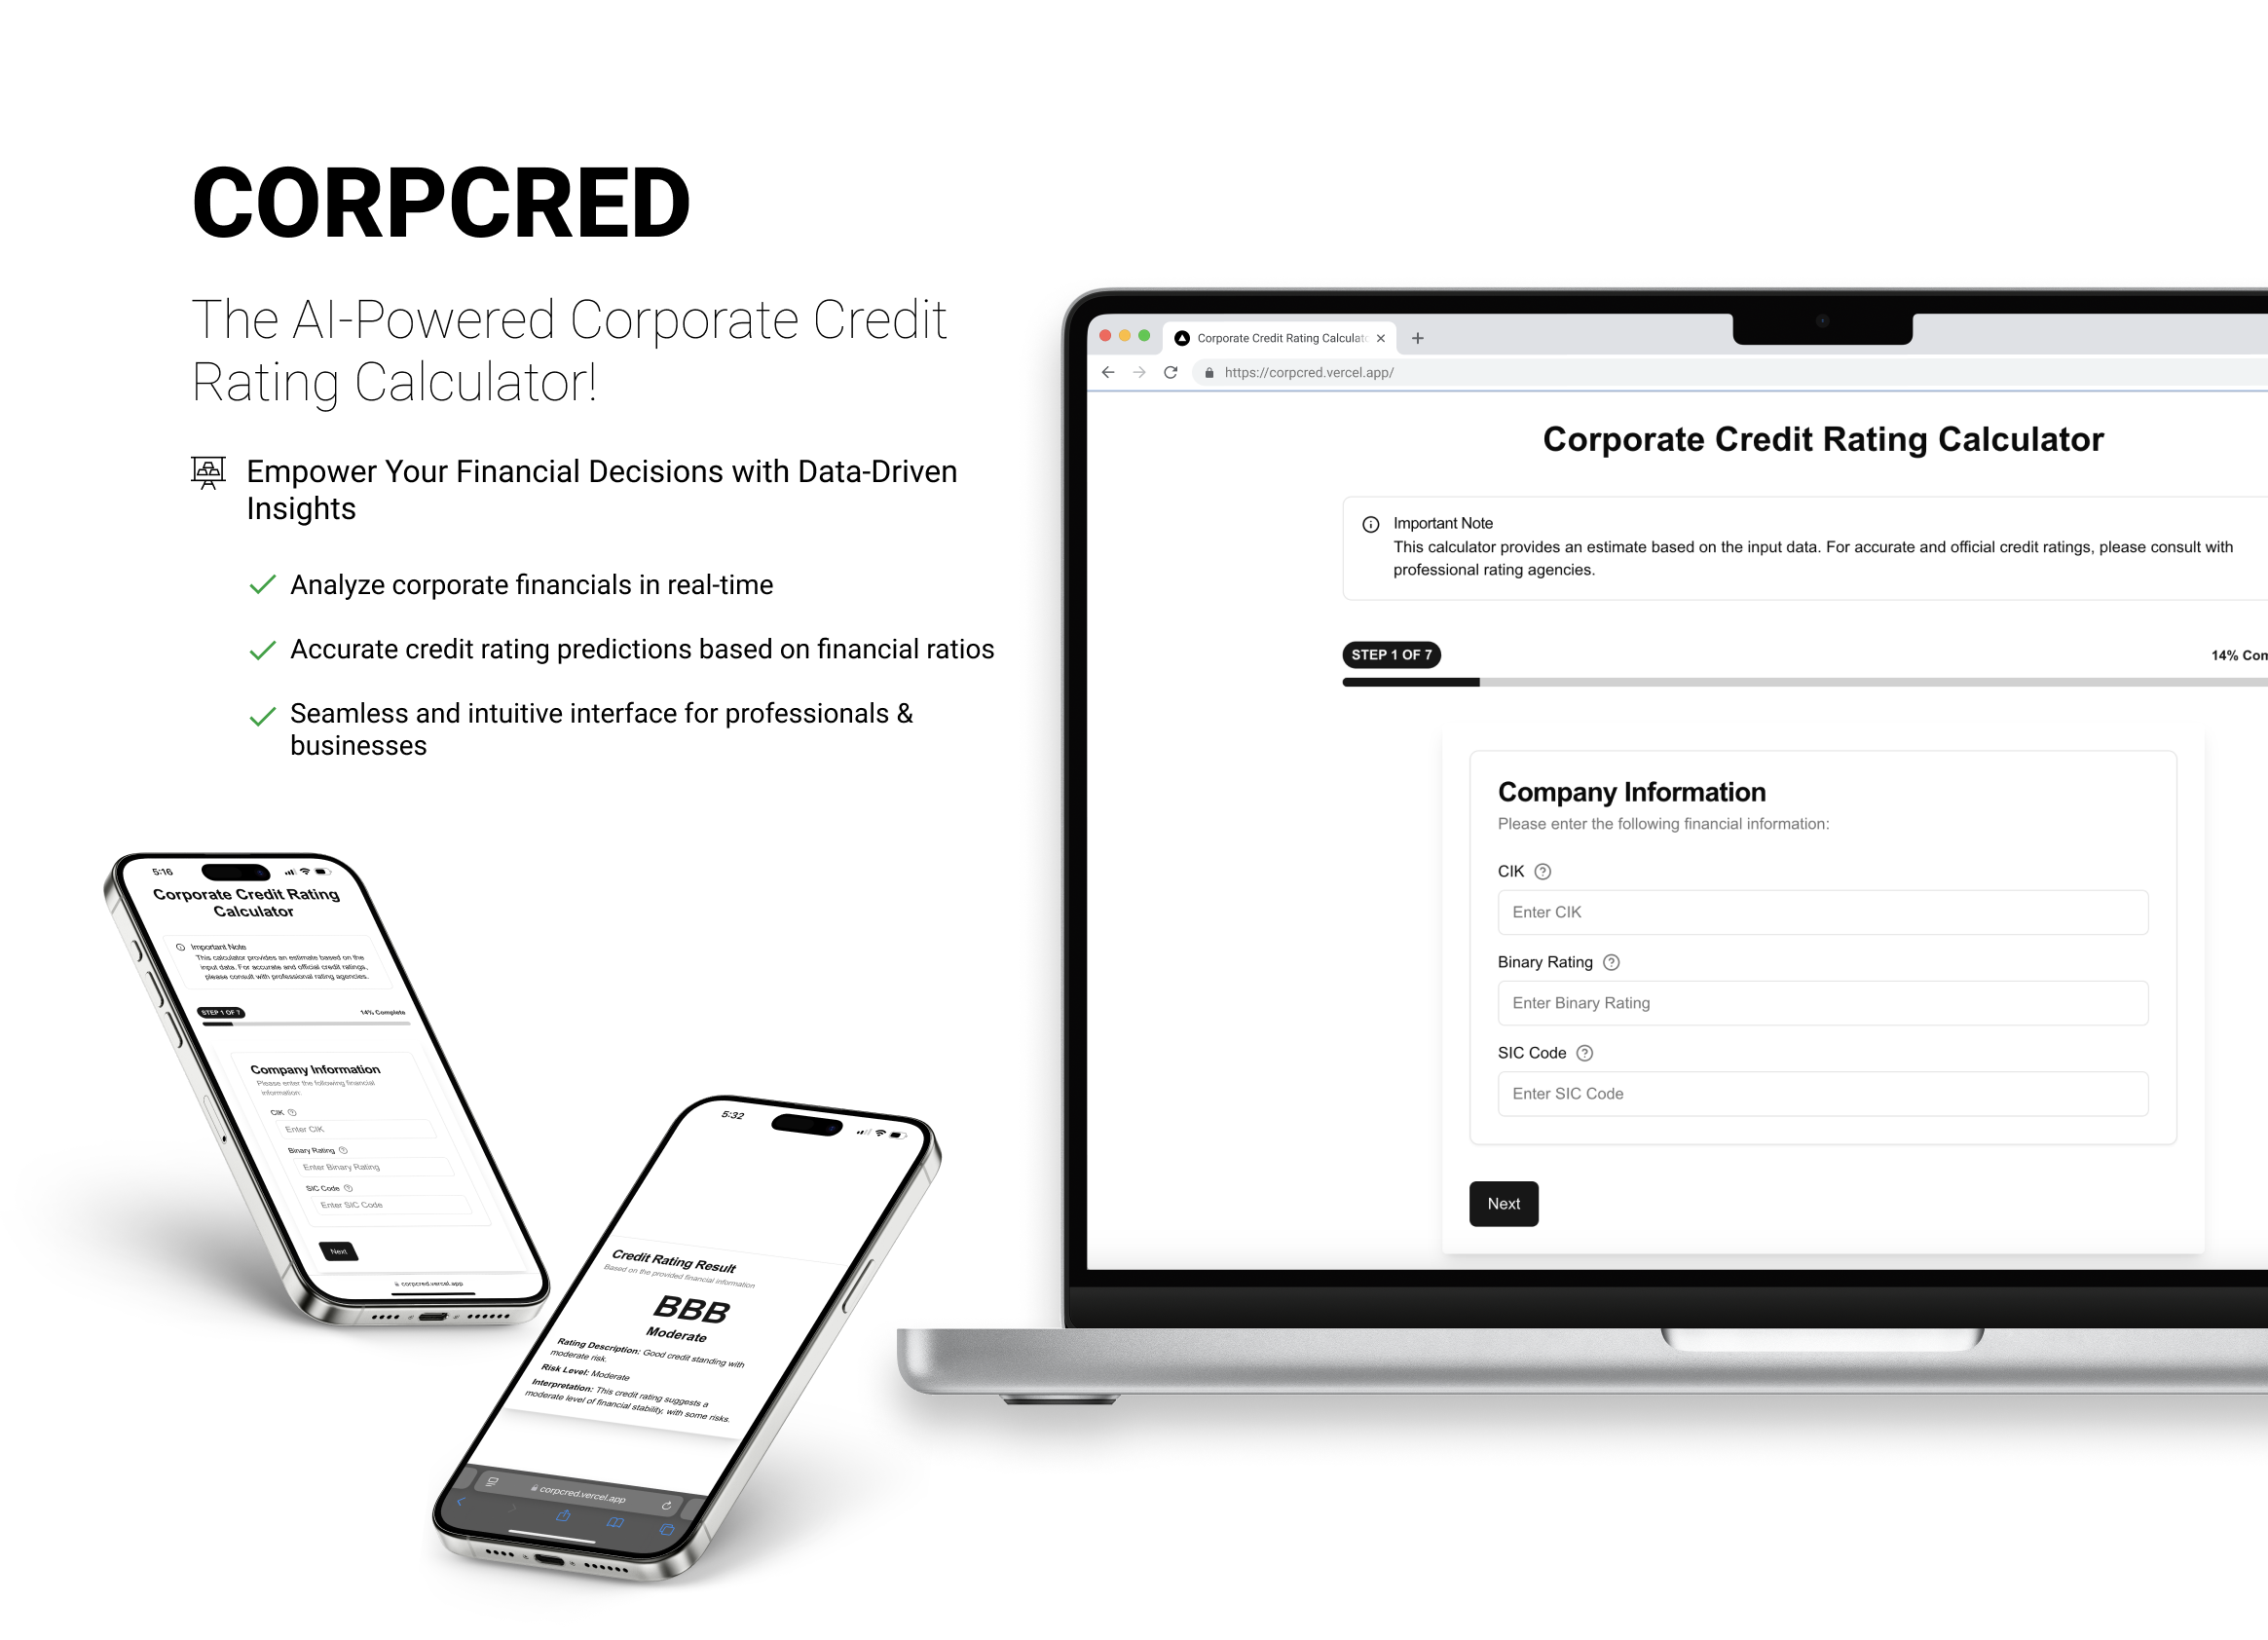 CORPCRED
The AI-Powered Corporate Credit
Rating Calculator!
Empower Your Financial Decisions with Data-Driven
Insights
Analyze corporate financials in real-time
Accurate credit rating predictions based on financial ratios
Seamless and intuitive interface for professionals &
businesses
Corporate Credit Rating Calculat
https://corpcred.vercel.app/
Corporate Credit Rating Calculator
Important Note
This calculator provides an estimate based on the input data. For accurate and official credit ratings, please consult with
professional rating agencies.
STEP 1 OF 7
14% Com
Company Information
Please enter the following financial information:
CIK
Enter CIK
Binary Rating
Enter Binary Rating
SIC Code
Enter SIC Code
Next
5:16
Corporate Credit Rating
Calculator
Important Note
This calculator provides an estimate based on the
input data. For accurate and official credit ratings,
please consult with professional rating agencies.
STEP 1 OF 7
14% Complete
Company Information
Please enter the following financial
information:
CIK
Enter CIK
Binary Rating
Enter Binary Rating
SIC Code
Enter SIC Code
Next
corpcred.vercel.app
5:32
Credit Rating Result
Based on the provided financial information
BBB
Moderate
Rating Description: Good credit standing with
moderate risk.
Risk Level: Moderate
Interpretation: This credit rating suggests a
moderate level of financial stability, with some risks.
corpcred.vercel.app